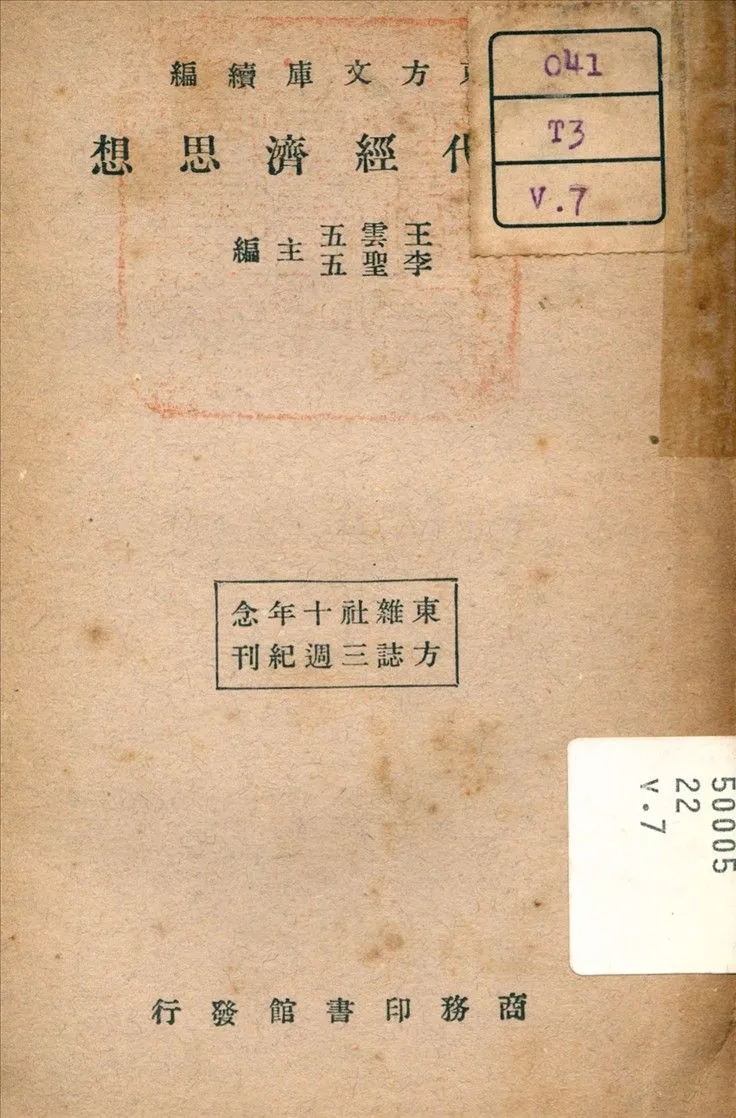 方文庫續編
代經濟思想
王雲五
李聖五
主編
東方雜誌社三十週年紀念刊
商務印書館發行
041
T3
V.7
50005
22
v.7